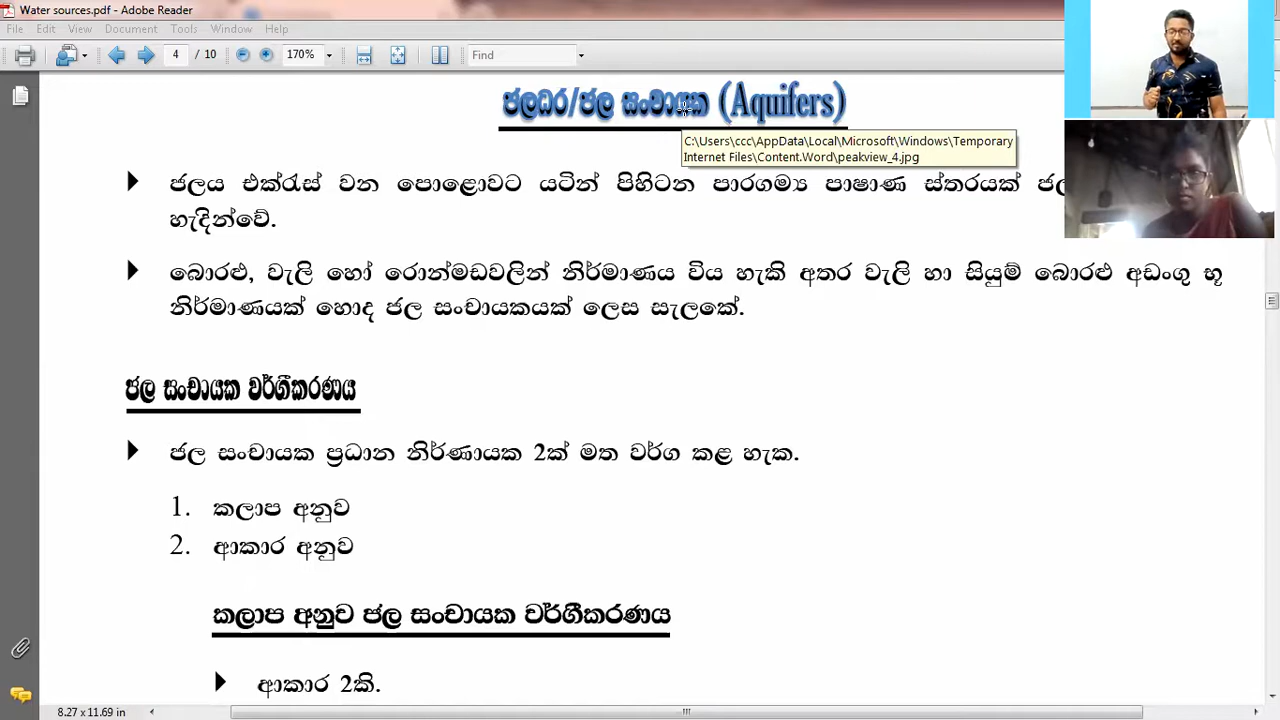 Water sources.pdf - Adobe Reader
File Edit View Document Tools Window Help
4 / 10 170% Find
ජලධර/ජල සංචායක (Aquifers)
C:\Users\ccc\AppData\Local\Microsoft\Windows\Temporary
Internet Files\Content.Word\peakview_4.jpg
ජලය එක්රැස් වන පොළොවට යටින් පිහිටන පාරගම්‍ය පාෂාණ ස්තරයක්
හැදින්වේ.
බොරළු, වැලි හෝ රොන්මඩවලින් නිර්මාණය විය හැකි අතර වැලි හා සියුම් බොරළු අඩංගු භූ
නිර්මාණයක් හොද ජල සංචායකයක් ලෙස සැලකේ.
ජල සංචායක වර්ගීකරණය
ජල සංචායක ප්‍රධාන නිර්ණායක 2ක් මත වර්ග කළ හැක.
1. කලාප අනුව
2. ආකාර අනුව
කලාප අනුව ජල සංචායක වර්ගීකරණය
ආකාර 2කි.
8.27 x 11.69 in